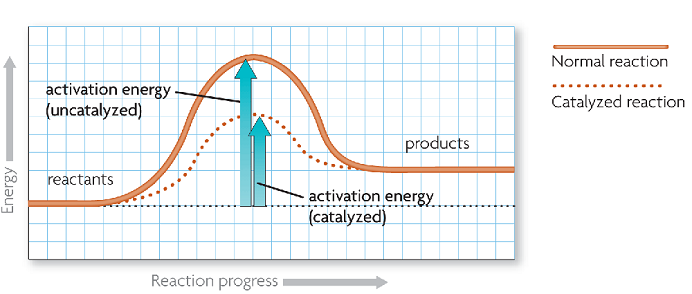 Normal reaction
Catalyzed reaction
activation energy
(uncatalyzed)
products
reactants
activation energy
(catalyzed)
Energy
Reaction progress